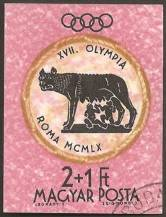 XVII. OLYMPIA
ROMA MCMLX
2+1 Ft
MAGYAR POSTA